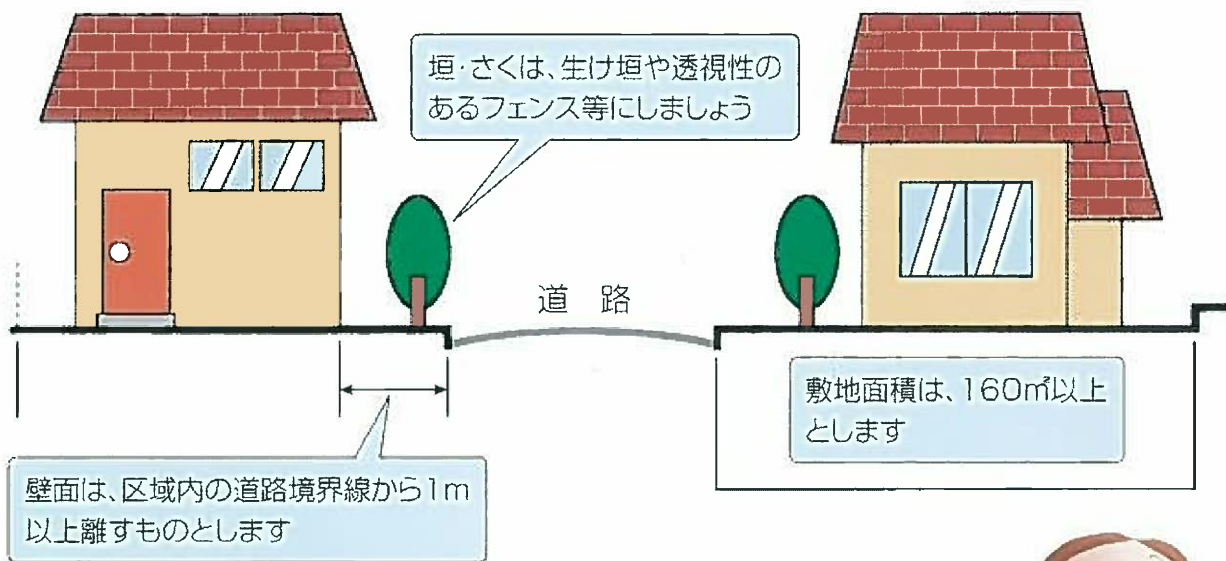 垣・さくは、生け垣や透視性の
あるフェンス等にしましょう
道 路
敷地面積は、160㎡以上
とします
壁面は、区域内の道路境界線から1m
以上離すものとします